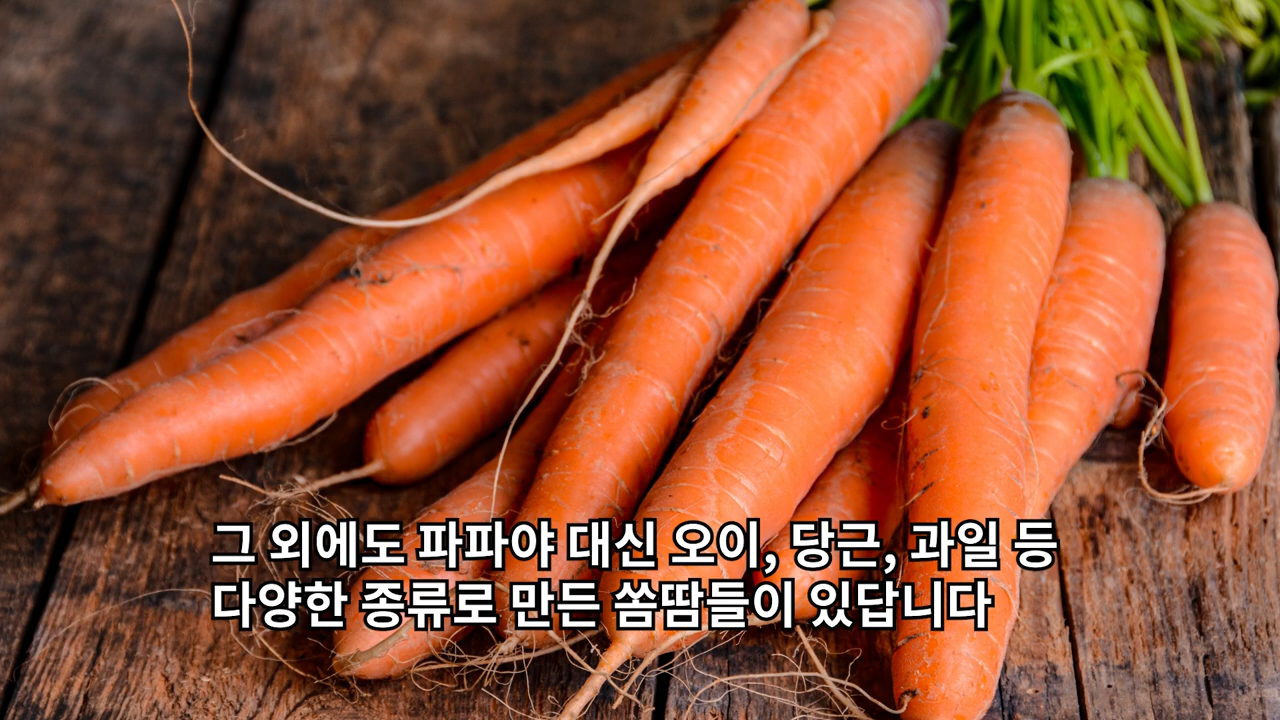 그 외에도 파파야 대신 오이, 당근, 과일 등
다양한 종류로 만든 쏨땀들이 있답니다